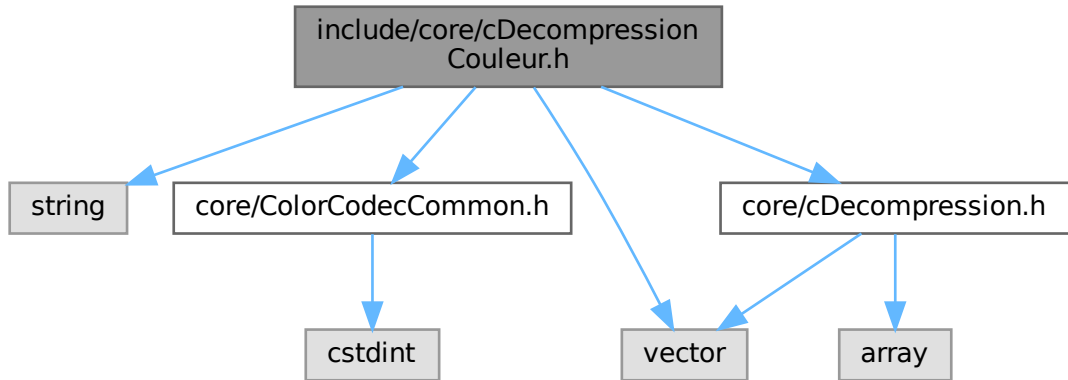 include/core/cDecompression
Couleur.h
string
core/ColorCodecCommon.h
core/cDecompression.h
cstdint
vector
array